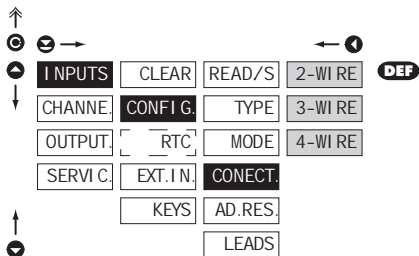 INPUTS CLEAR READ/S 2-WIRE DEF
CHANNE. CONFIG. TYPE 3-WIRE
OUTPUT. RTC MODE 4-WIRE
SERVIC. EXT.IN. CONECT.
KEYS AD.RES.
LEADS